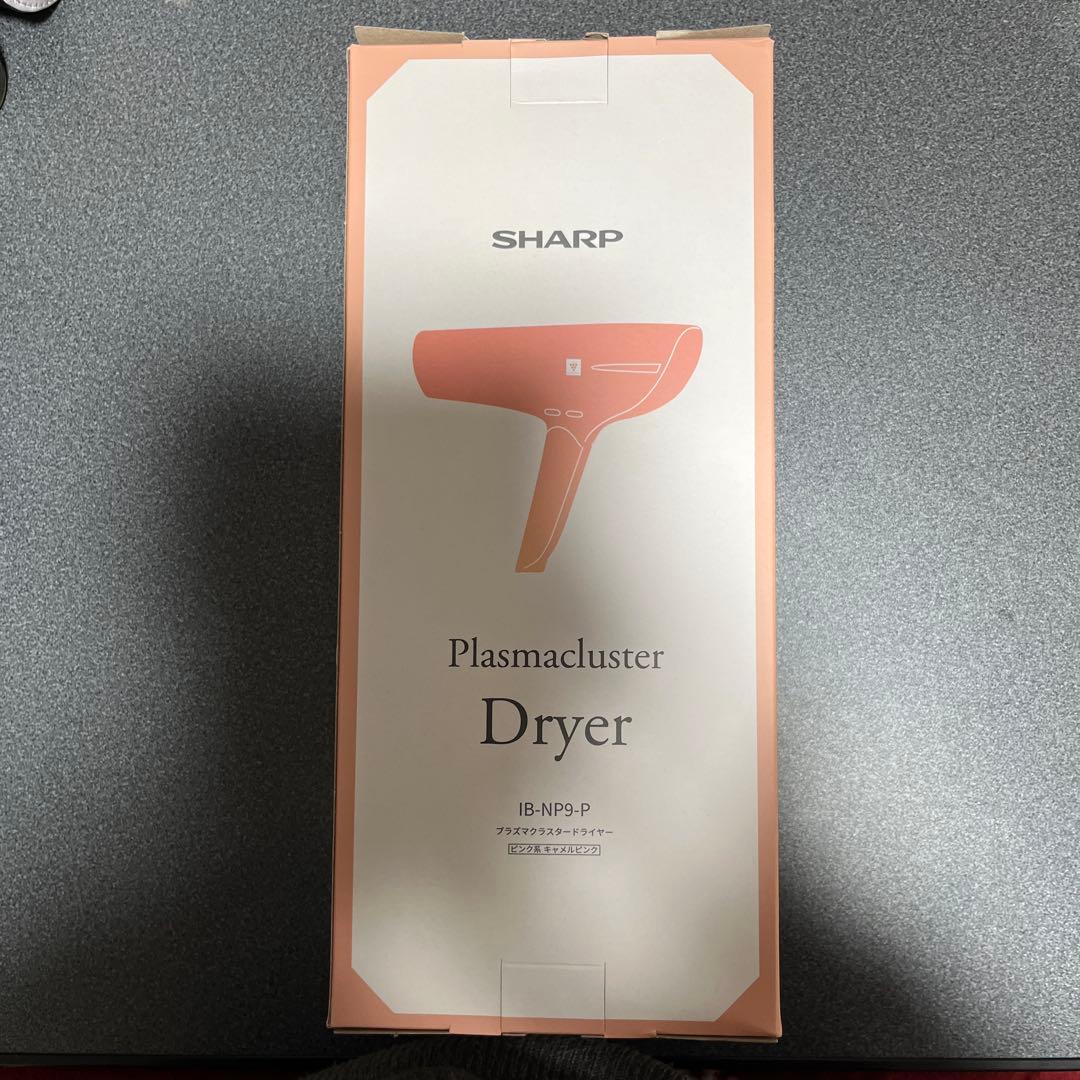 SHARP
Plasmacluster
Dryer
IB-NP9-P
プラズマクラスタードライヤー
ピンク系 キャメルピンク